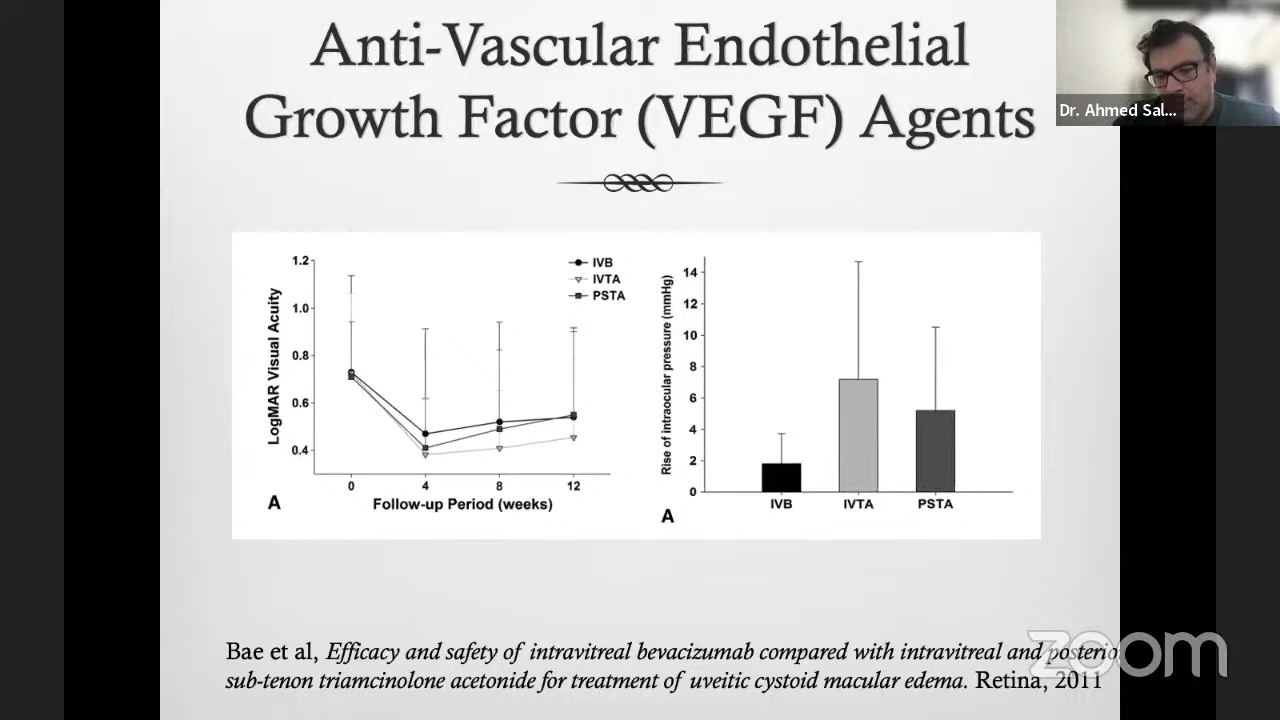 Anti-Vascular Endothelial
Growth Factor (VEGF) Agents
Dr. Ahmed Sal...
1.2
1.0
0.8
0.6
0.4
LogMAR Visual Acuity
IVB
IVTA
PSTA
0 4 8 12
Follow-up Period (weeks)
A
14
12
10
8
6
4
2
0
Rise of intraocular pressure (mmHg)
IVB IVTA PSTA
A
Bae et al, Efficacy and safety of intravitreal bevacizumab compared with intravitreal and posterio
sub-tenon triamcinolone acetonide for treatment of uveitic cystoid macular edema. Retina, 2011
zoom